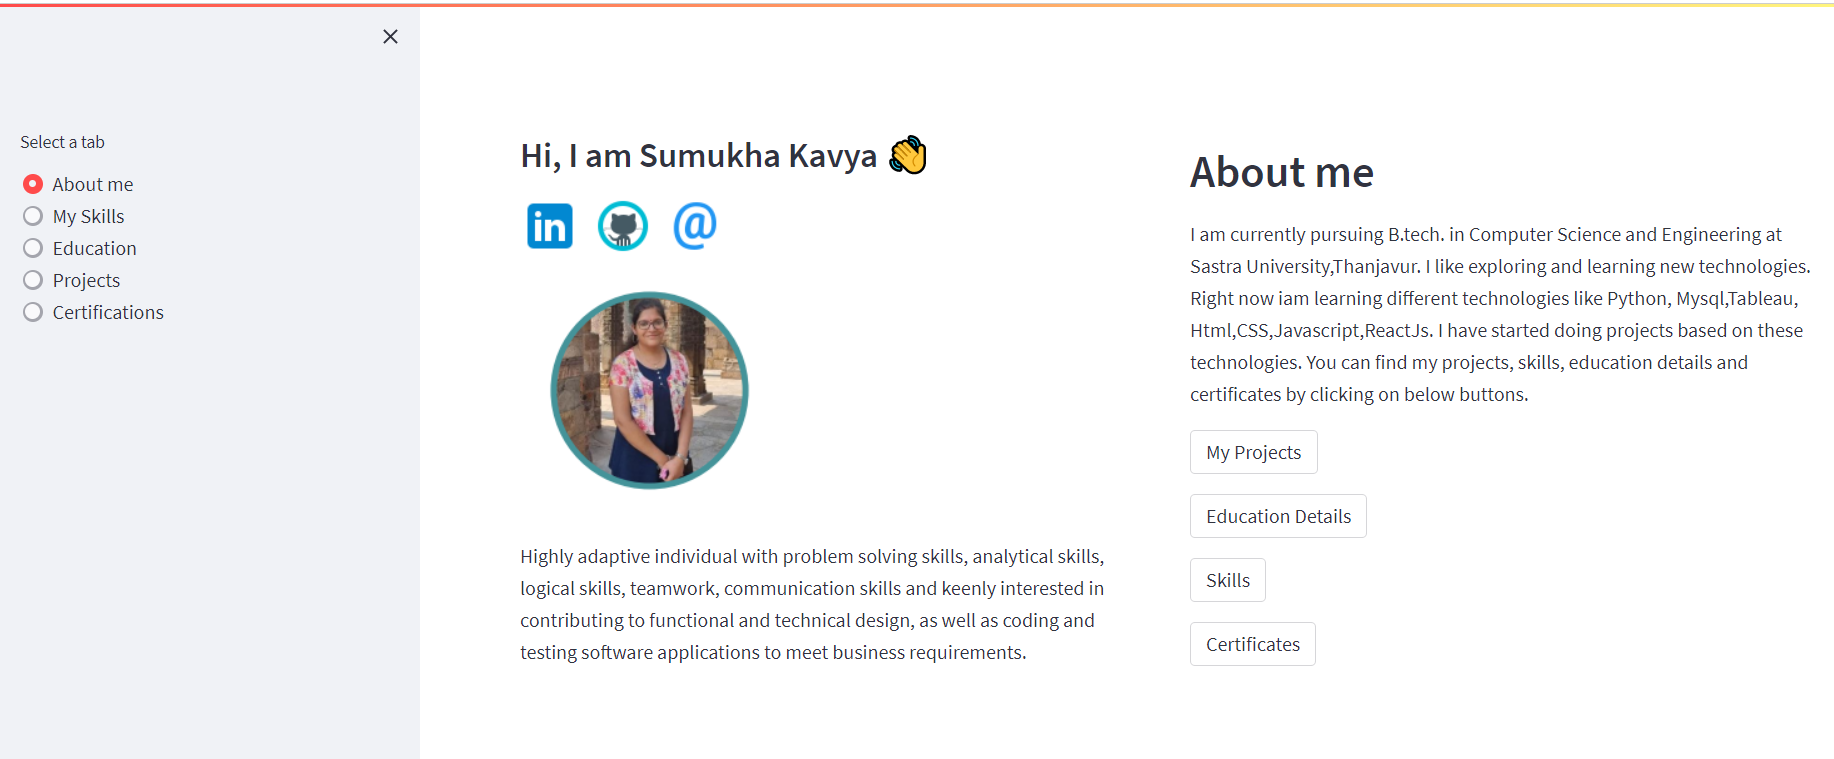 Select a tab
About me
My Skills
Education
Projects
Certifications
Hi, I am Sumukha Kavya 👋
in
@
Highly adaptive individual with problem solving skills, analytical skills,
logical skills, teamwork, communication skills and keenly interested in
contributing to functional and technical design, as well as coding and
testing software applications to meet business requirements.
About me
I am currently pursuing B.tech. in Computer Science and Engineering at
Sastra University,Thanjavur. I like exploring and learning new technologies.
Right now iam learning different technologies like Python, Mysql,Tableau,
Html,CSS,Javascript,ReactJs. I have started doing projects based on these
technologies. You can find my projects, skills, education details and
certificates by clicking on below buttons.
My Projects
Education Details
Skills
Certificates